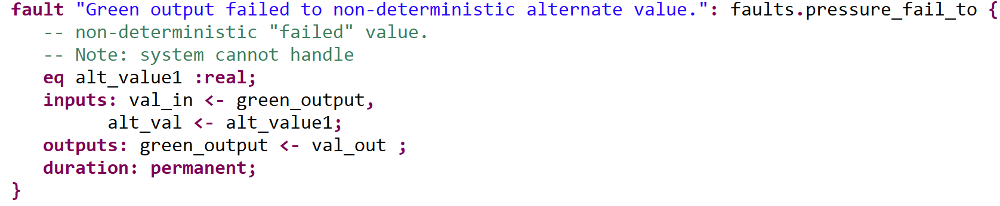 fault "Green output failed to non-deterministic alternate value.": faults.pressure_fail_to {
-- non-deterministic "failed" value.
-- Note: system cannot handle
eq alt_value1 :real;
inputs: val_in <- green_output,
alt_val <- alt_value1;
outputs: green_output <- val_out ;
duration: permanent;
}